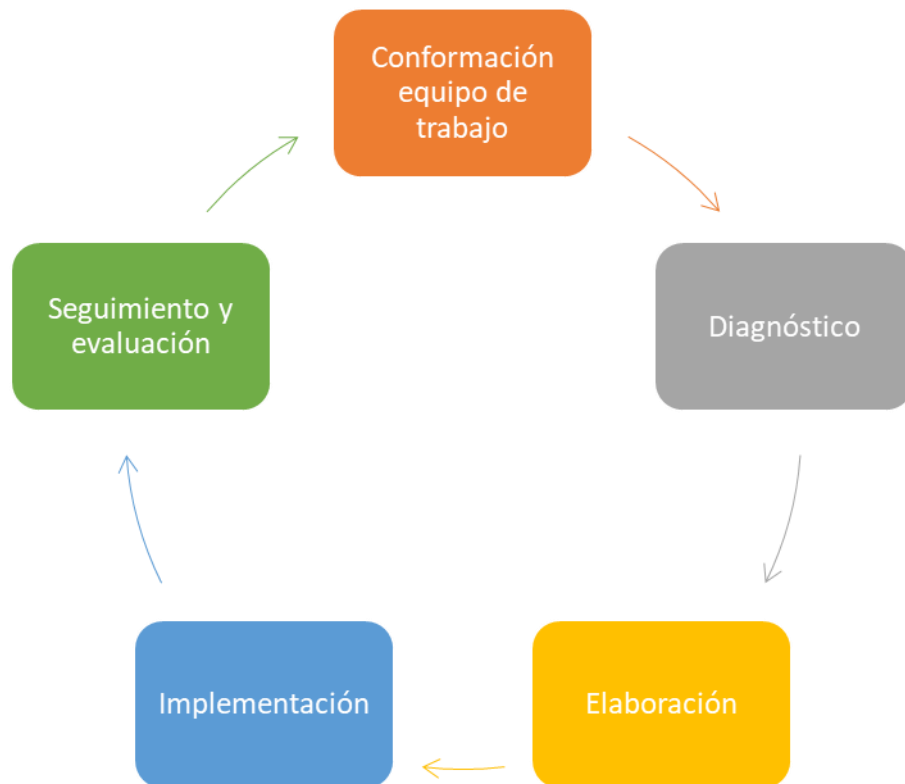 Conformación
equipo de
trabajo
Diagnóstico
Elaboración
Implementación
Seguimiento y
evaluación